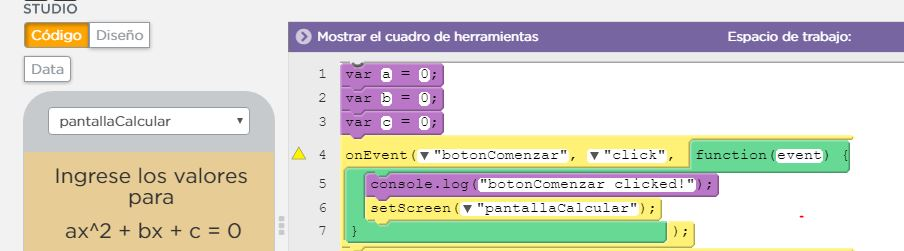 STUDIO
Código Diseño
Data
pantallaCalcular
Ingrese los valores
para
ax^2 + bx + c = 0
Mostrar el cuadro de herramientas Espacio de trabajo:
1 var a = 0;
2 var b = 0;
3 var c = 0;
4 onEvent( ▼ "botonComenzar", ▼ "click", function(event) {
5 console.log("botonComenzar clicked!");
6 setScreen( ▼ "pantallaCalcular");
7 } );